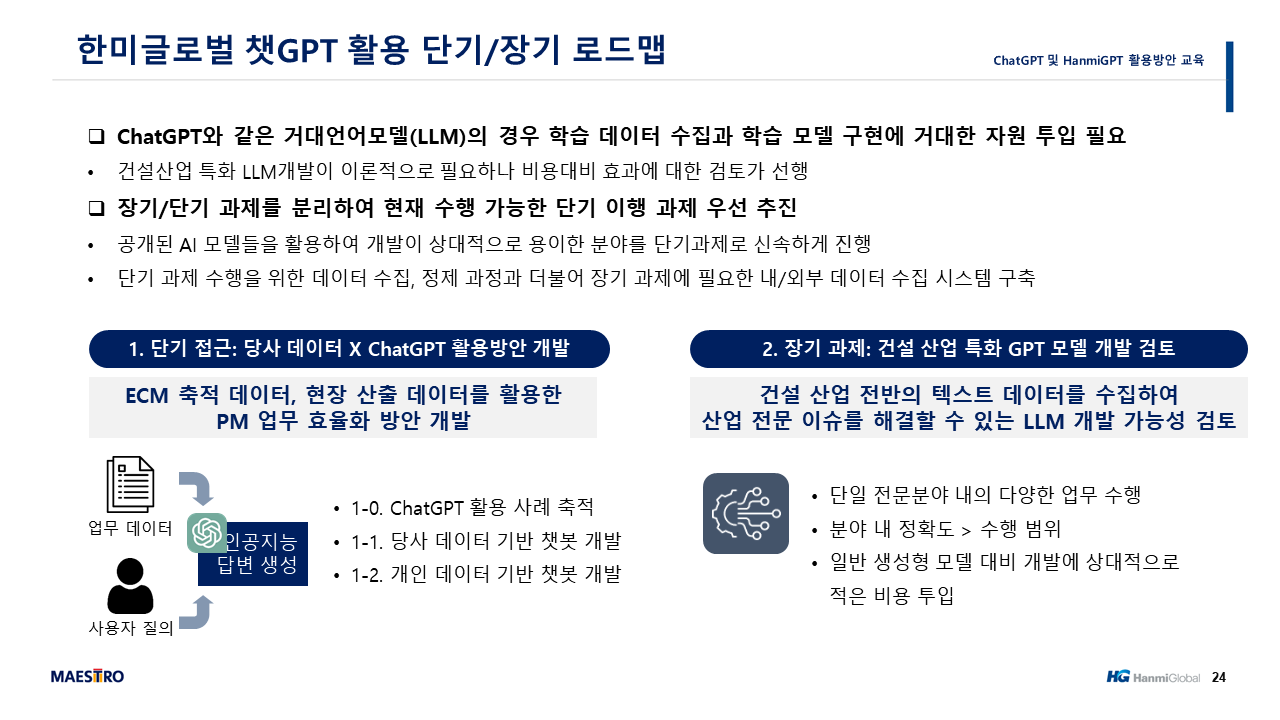 한미글로벌 챗GPT 활용 단기/장기 로드맵
ChatGPT 및 HanmiGPT 활용방안 교육
❑ ChatGPT와 같은 거대언어모델(LLM)의 경우 학습 데이터 수집과 학습 모델 구현에 거대한 자원 투입 필요
• 건설산업 특화 LLM개발이 이론적으로 필요하나 비용대비 효과에 대한 검토가 선행
❑ 장기/단기 과제를 분리하여 현재 수행 가능한 단기 이행 과제 우선 추진
• 공개된 AI 모델들을 활용하여 개발이 상대적으로 용이한 분야를 단기과제로 신속하게 진행
• 단기 과제 수행을 위한 데이터 수집, 정제 과정과 더불어 장기 과제에 필요한 내/외부 데이터 수집 시스템 구축
1. 단기 접근: 당사 데이터 X ChatGPT 활용방안 개발
ECM 축적 데이터, 현장 산출 데이터를 활용한
PM 업무 효율화 방안 개발
업무 데이터
인공지능
답변 생성
사용자 질의
• 1-0. ChatGPT 활용 사례 축적
• 1-1. 당사 데이터 기반 챗봇 개발
• 1-2. 개인 데이터 기반 챗봇 개발
2. 장기 과제: 건설 산업 특화 GPT 모델 개발 검토
건설 산업 전반의 텍스트 데이터를 수집하여
산업 전문 이슈를 해결할 수 있는 LLM 개발 가능성 검토
• 단일 전문분야 내의 다양한 업무 수행
• 분야 내 정확도 > 수행 범위
• 일반 생성형 모델 대비 개발에 상대적으로
적은 비용 투입
MAESTRO
HG HanmiGlobal
24